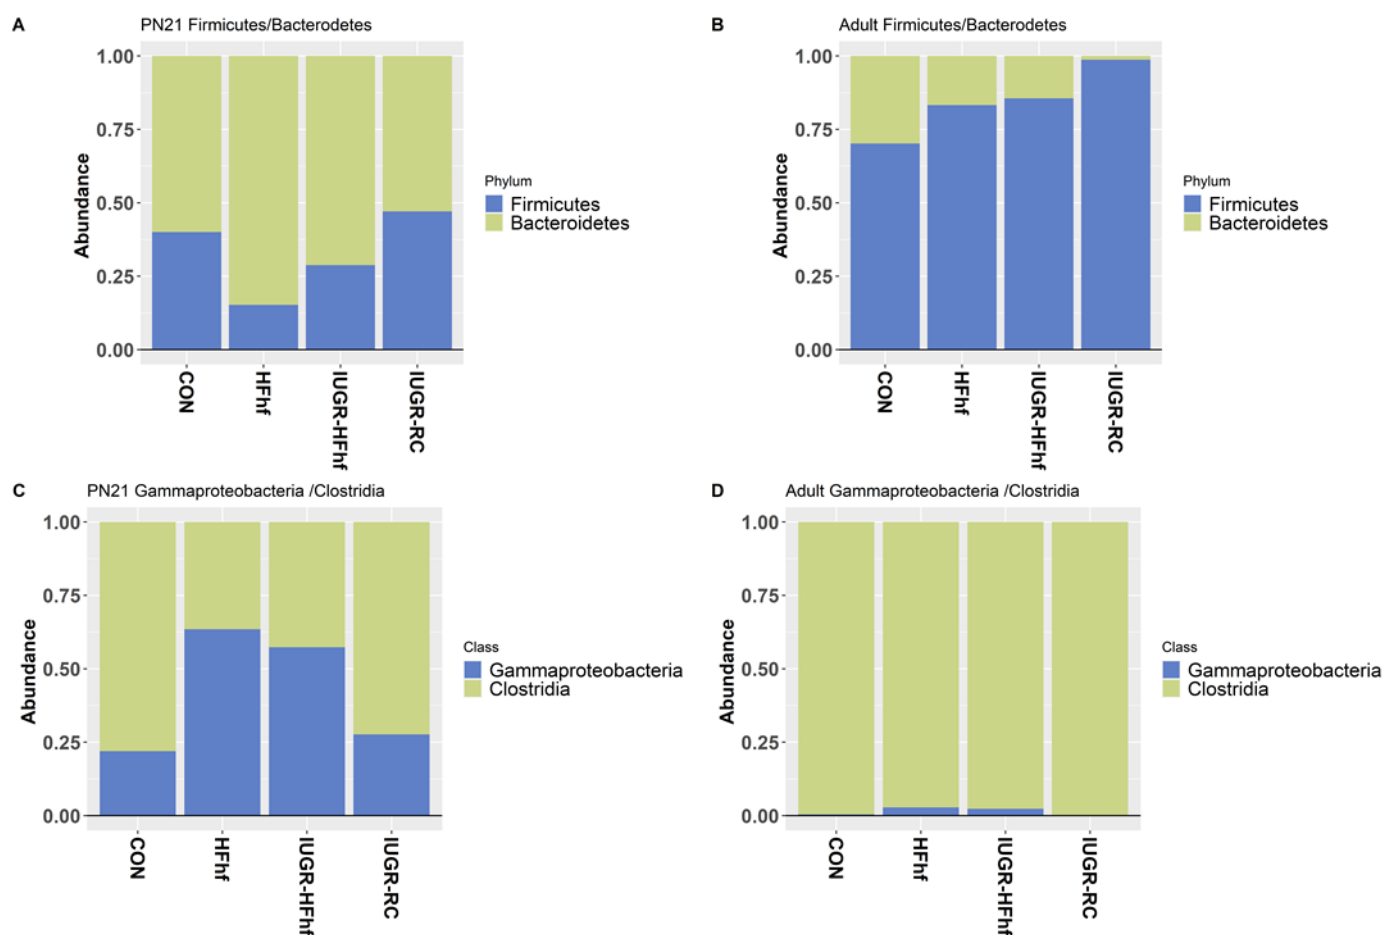 A
PN21 Firmicutes/Bacterodetes
1.00
0.75
0.50
0.25
0.00
Abundance
CON
HFhf
IUGR-HFhf
IUGR-RC
Phylum
Firmicutes
Bacteroidetes
B
Adult Firmicutes/Bacterodetes
1.00
0.75
0.50
0.25
0.00
Abundance
CON
HFhf
IUGR-HFhf
IUGR-RC
Phylum
Firmicutes
Bacteroidetes
C
PN21 Gammaproteobacteria /Clostridia
1.00
0.75
0.50
0.25
0.00
Abundance
CON
HFhf
IUGR-HFhf
IUGR-RC
Class
Gammaproteobacteria
Clostridia
D
Adult Gammaproteobacteria /Clostridia
1.00
0.75
0.50
0.25
0.00
Abundance
CON
HFhf
IUGR-HFhf
IUGR-RC
Class
Gammaproteobacteria
Clostridia